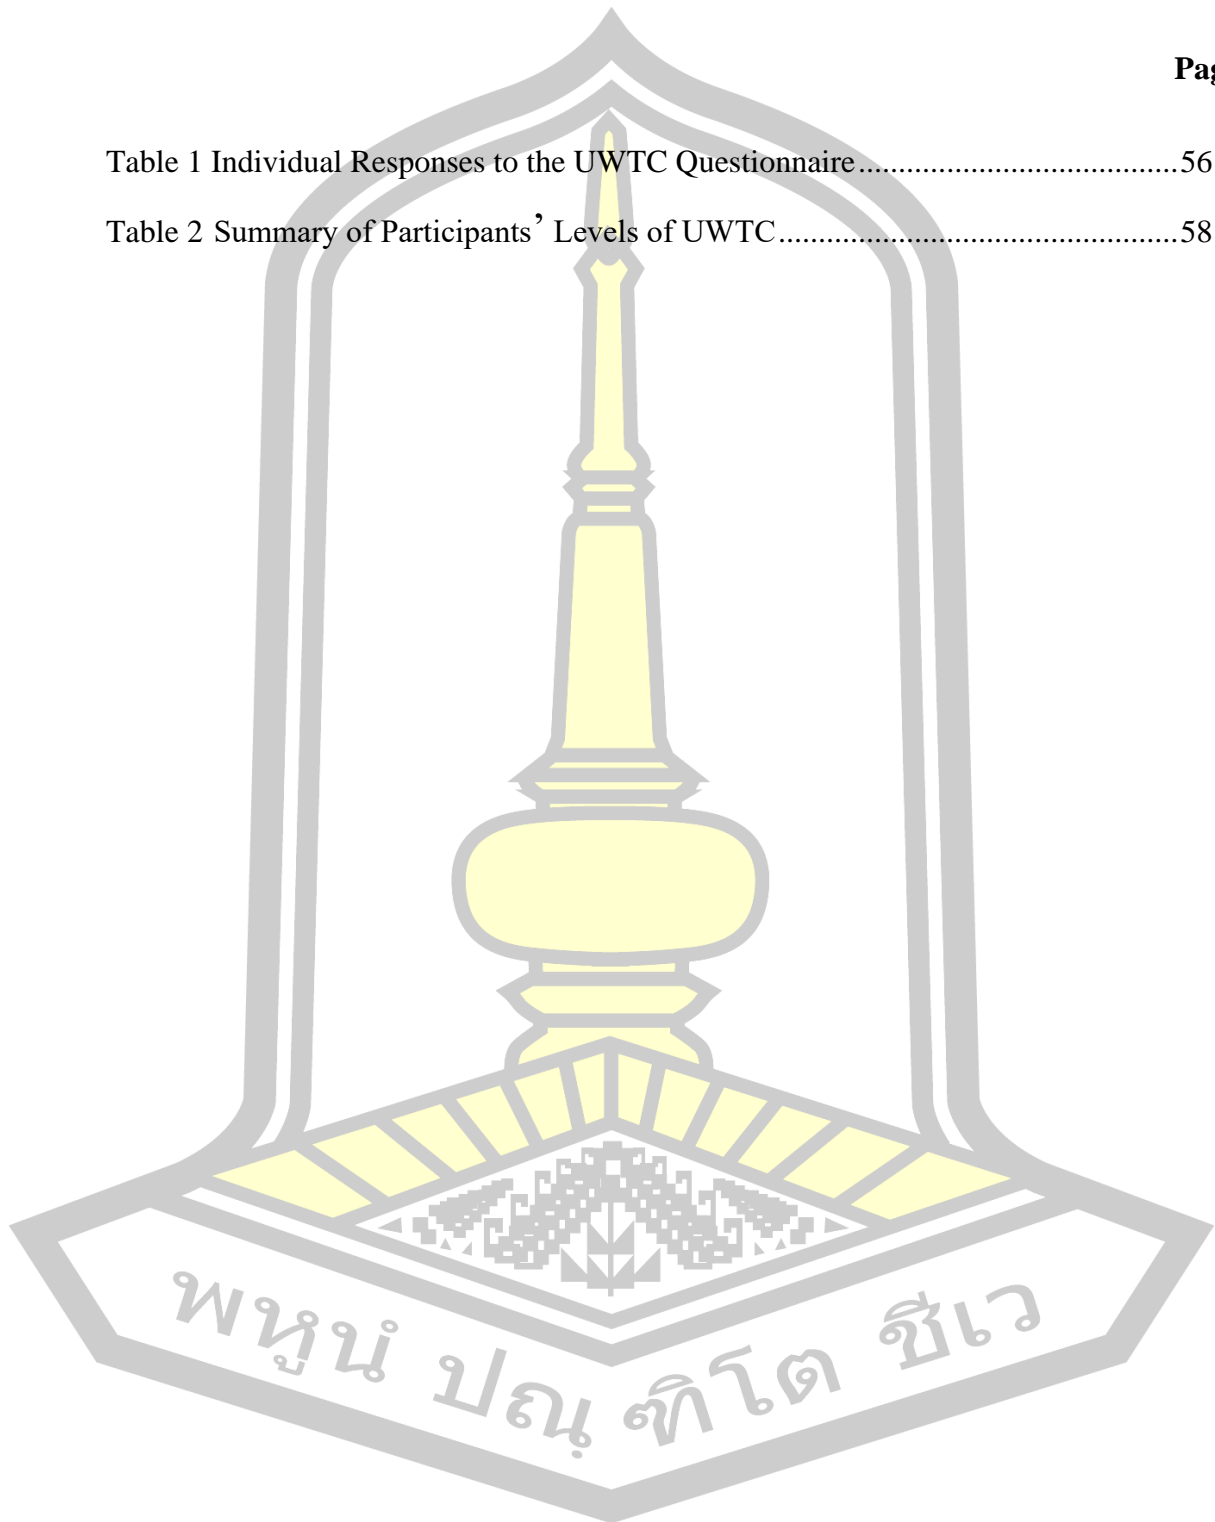 Pag
Table 1 Individual Responses to the UWTC Questionnaire........................................56
Table 2 Summary of Participants’ Levels of UWTC..................................................58
พหูนํ ปณฺ ฑิโต ชีเว